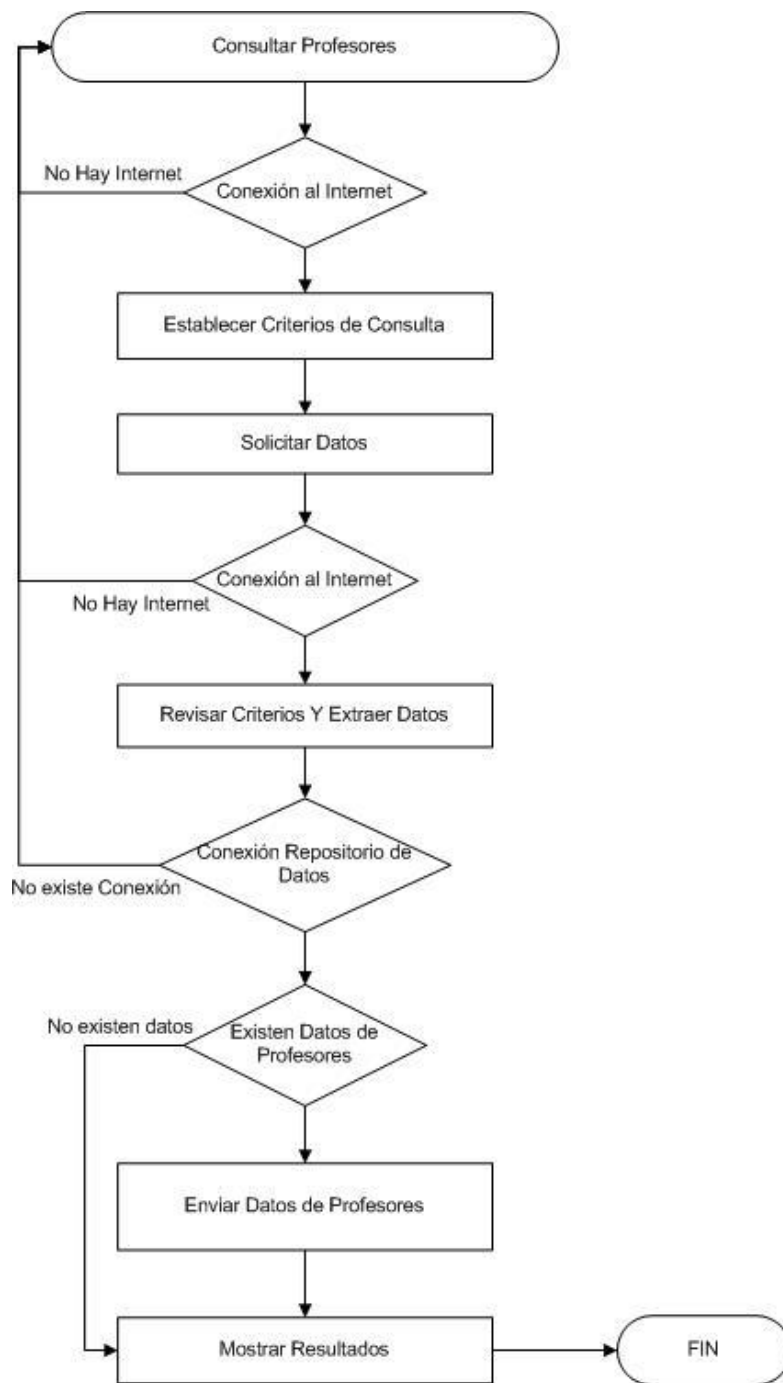 Consultar Profesores
No Hay Internet
Conexión al Internet
Establecer Criterios de Consulta
Solicitar Datos
Conexión al Internet
No Hay Internet
Revisar Criterios Y Extraer Datos
Conexión Repositorio de
Datos
No existe Conexión
No existen datos
Existen Datos de
Profesores
Enviar Datos de Profesores
Mostrar Resultados
FIN